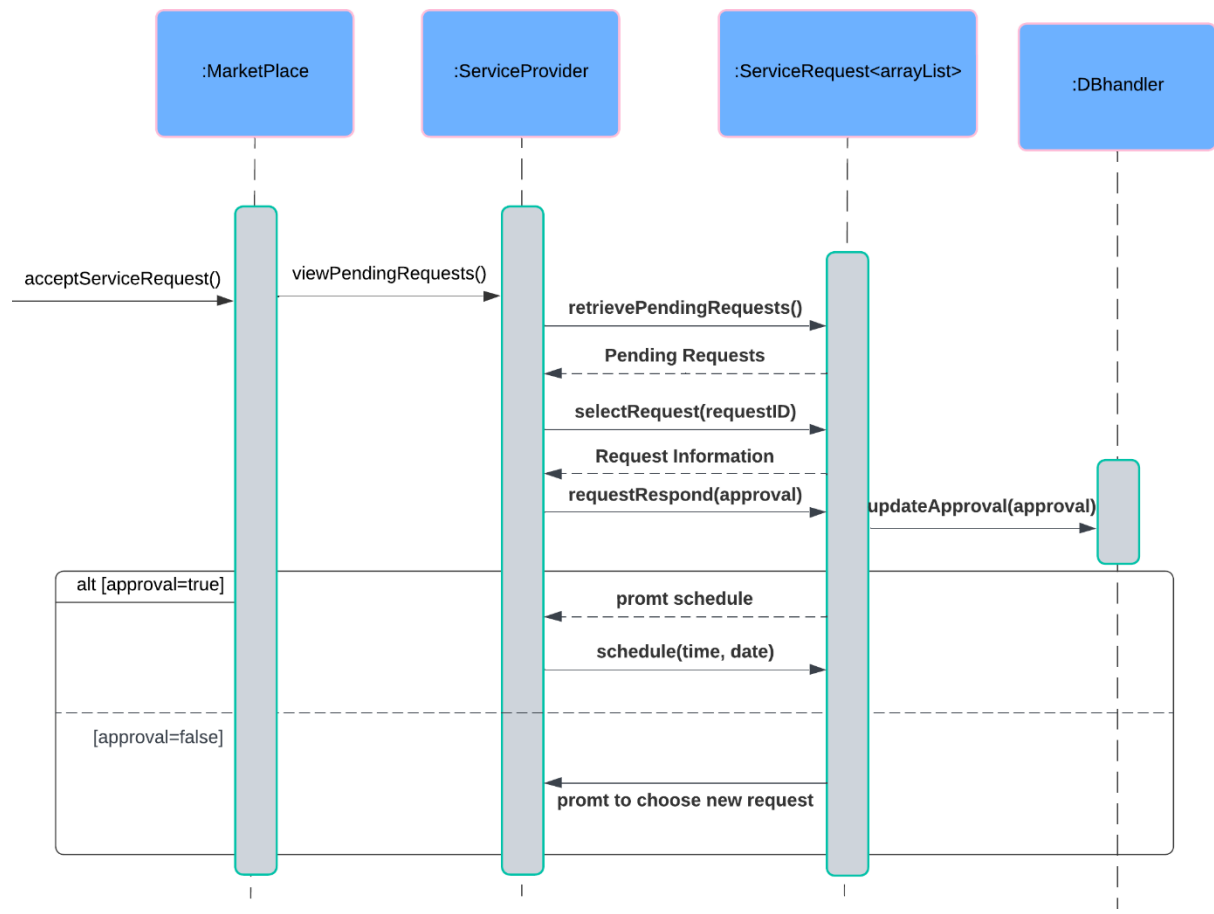 :MarketPlace
:ServiceProvider
:ServiceRequest<arrayList>
:DBhandler
acceptServiceRequest()
viewPendingRequests()
retrievePendingRequests()
Pending Requests
selectRequest(requestID)
Request Information
requestRespond(approval)
updateApproval(approval)
alt [approval=true]
promt schedule
schedule(time, date)
[approval=false]
promt to choose new request